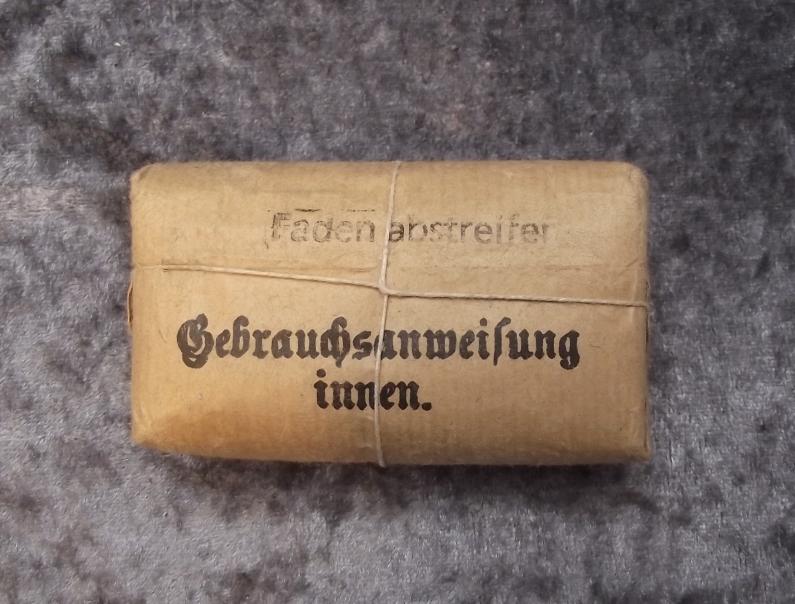 Faden abstreifen
Gebrauchsanweiſung
innen.